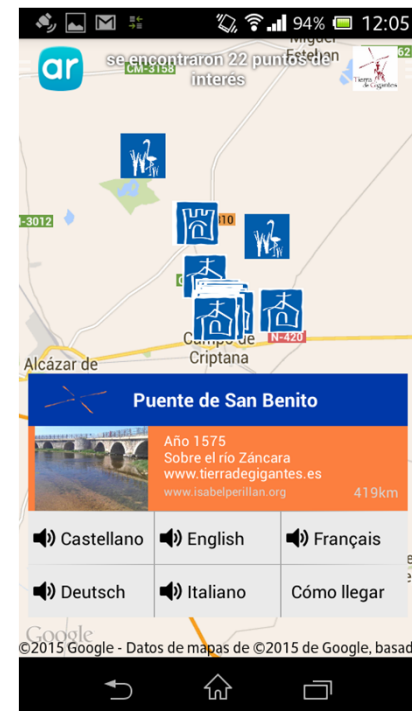 94% 12:05
Miguel
Esteban
ar
se encontraron 22 puntos de
interés
CM-3158
Tierra
de Gigantes
-3012
310
N-420
Campo de
Criptana
Alcázar de
Puente de San Benito
Año 1575
Sobre el río Záncara
www.tierradegigantes.es
www.isabelperillan.org 419km
Castellano English Français
Deutsch Italiano Cómo llegar
Google
©2015 Google - Datos de mapas de ©2015 Google, basad